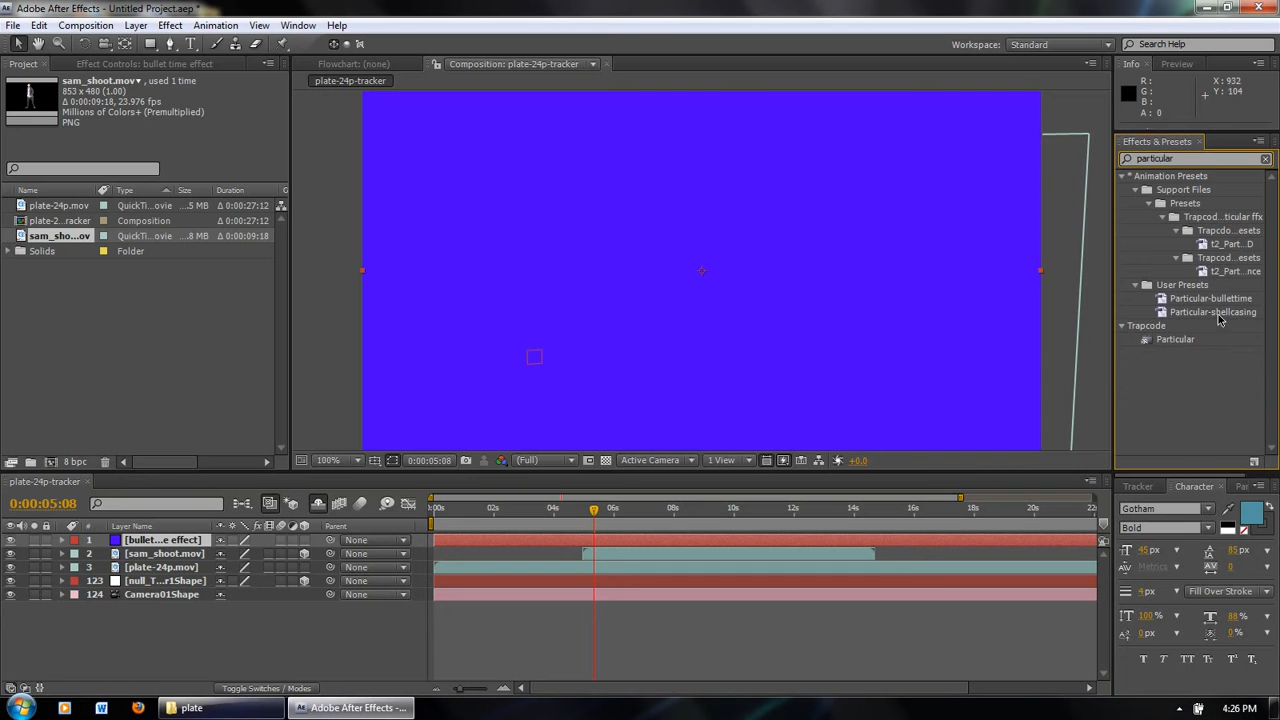 Adobe After Effects - Untitled Project.aep *
File Edit Composition Layer Effect Animation View Window Help
Workspace: Standard
Search Help
Project
Effect Controls: bullet time effect
sam_shoot.mov▾, used 1 time
853 x 480 (1.00)
Δ 0:00:09:18, 23.976 fps
Millions of Colors+ (Premultiplied)
PNG
Name Type Size Duration
plate-24p.mov QuickTi...ovie ...5 MB Δ 0:00:27:12
plate-2...racker Composition Δ 0:00:27:12
sam_sho...ov QuickTi...ovie ...8 MB Δ 0:00:09:18
Solids Folder
8 bpc
Flowchart: (none)
Composition: plate-24p-tracker
plate-24p-tracker
100% 0:00:05:08 (Full) Active Camera 1 View +0.0
Info Preview
R:
G:
B:
A: 0
X: 932
Y: 104
Effects & Presets
particular
* Animation Presets
Support Files
Presets
Trapcod...ticular ffx
Trapcdo...esets
t2_Part...D
Trapcod...esets
t2_Part...nce
User Presets
Particular-bullettime
Particular-shellcasing
Trapcode
Particular
plate-24p-tracker
0:00:05:08
:00s 02s 04s 06s 08s 10s 12s 14s 16s 18s 20s 22s
# Layer Name Parent
1 [bullet...e effect] None
2 [sam_shoot.mov] None
3 [plate-24p.mov] None
123 [null_T...r1Shape] None
124 Camera01Shape None
Toggle Switches / Modes
Tracker Character Pa
Gotham
Bold
45 px 85 px
Metrics 0
4 px Fill Over Stroke
100 % 88 %
0 px 0 %
T T TT Tr T¹ T₁
plate
Adobe After Effects -...
4:26 PM